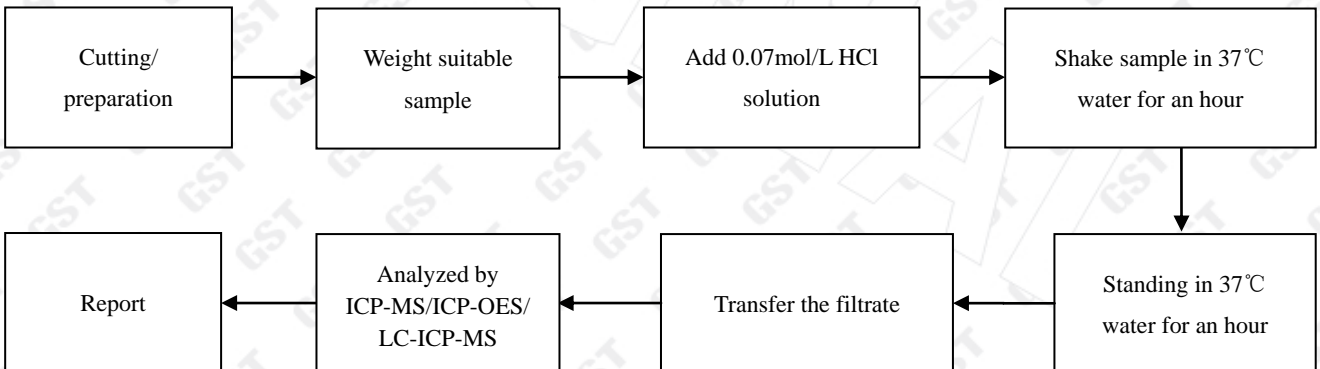 Cutting/
preparation
Weight suitable
sample
Add 0.07mol/L HCl
solution
Shake sample in 37℃
water for an hour
Standing in 37℃
water for an hour
Transfer the filtrate
Analyzed by
ICP-MS/ICP-OES/
LC-ICP-MS
Report
GST